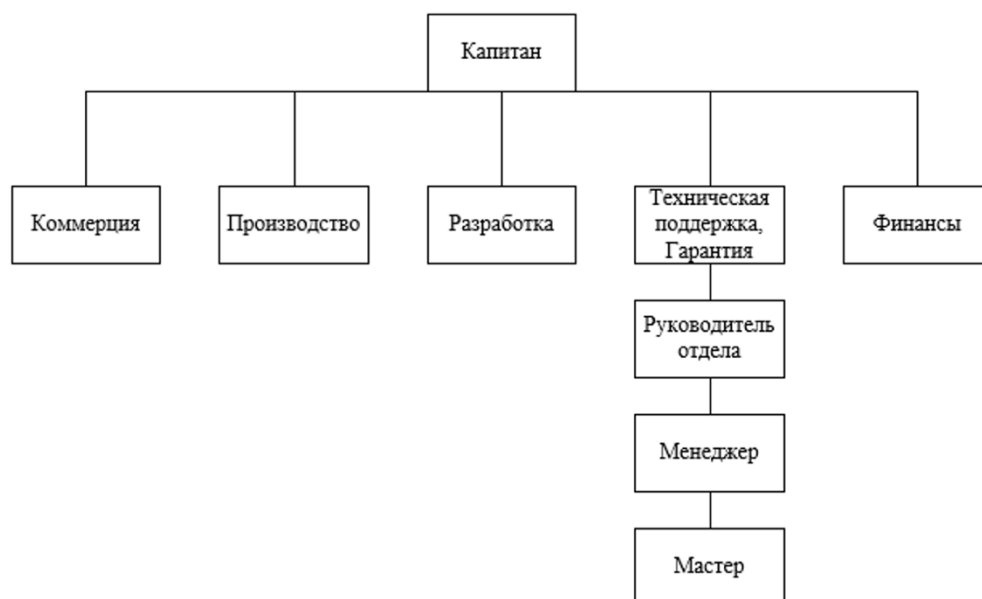 Капитан
Коммерция
Производство
Разработка
Техническая
поддержка,
Гарантия
Финансы
Руководитель
отдела
Менеджер
Мастер